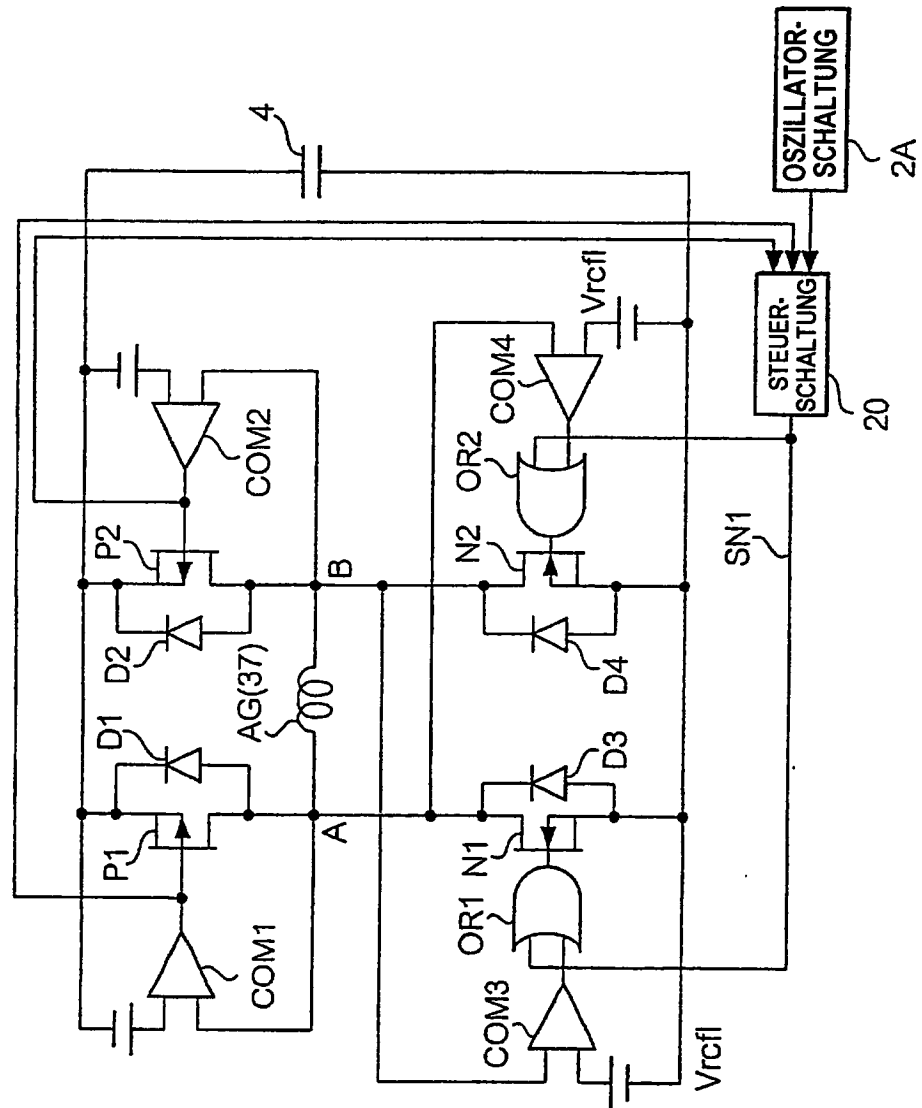 COM1
P1
D1
AG(37)
D2
P2
COM2
4
A
B
COM3
OR1
N1
D3
D4
N2
OR2
COM4
Vrcfl
Vrcfl
SN1
STEUER-
SCHALTUNG
20
OSZILLATOR-
SCHALTUNG
2A